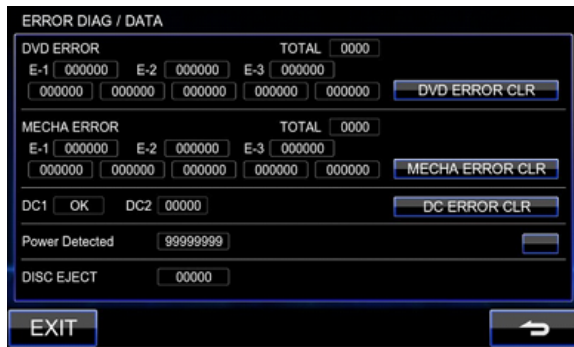 ERROR DIAG / DATA
DVD ERROR TOTAL 0000
E-1 000000 E-2 000000 E-3 000000
000000 000000 000000 000000 000000 DVD ERROR CLR
MECHA ERROR TOTAL 0000
E-1 000000 E-2 000000 E-3 000000
000000 000000 000000 000000 000000 MECHA ERROR CLR
DC1 OK DC2 00000 DC ERROR CLR
Power Detected 99999999
DISC EJECT 00000
EXIT